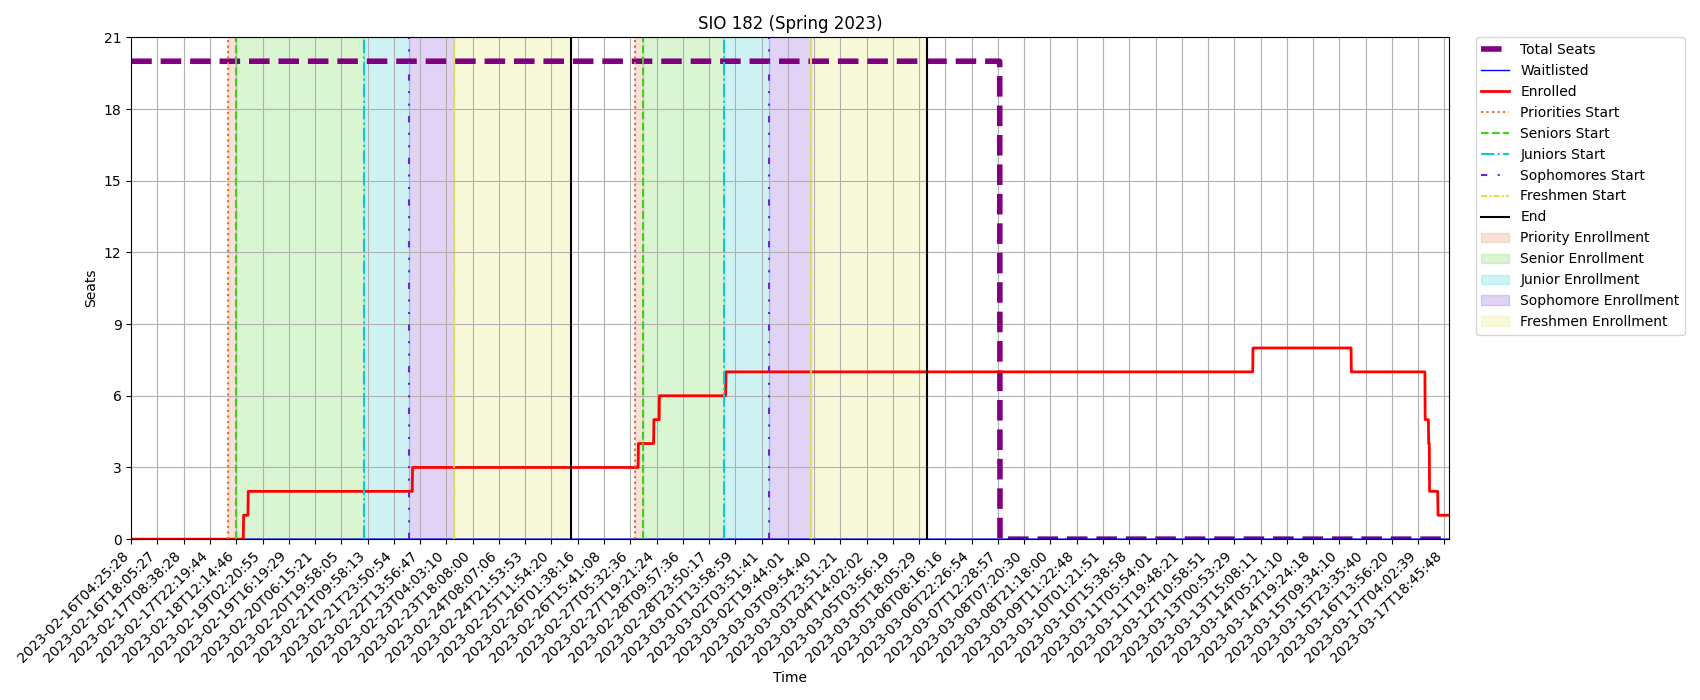 SIO 182 (Spring 2023)
Seats
21
18
15
12
9
6
3
0
2023-02-16T04:25:28
2023-02-16T18:05:27
2023-02-17T08:38:28
2023-02-17T22:19:44
2023-02-18T12:14:46
2023-02-19T02:20:55
2023-02-19T16:19:29
2023-02-20T06:15:21
2023-02-20T19:58:05
2023-02-21T09:58:13
2023-02-21T23:50:54
2023-02-22T13:56:47
2023-02-23T04:03:10
2023-02-23T18:08:00
2023-02-24T08:07:06
2023-02-24T21:53:53
2023-02-25T11:54:20
2023-02-26T01:38:16
2023-02-26T15:41:08
2023-02-27T05:32:36
2023-02-27T19:21:24
2023-02-28T09:57:36
2023-02-28T23:50:17
2023-03-01T13:58:59
2023-03-02T03:51:41
2023-03-02T19:44:01
2023-03-03T09:54:40
2023-03-03T23:51:21
2023-03-04T14:02:02
2023-03-05T03:56:19
2023-03-05T18:05:29
2023-03-06T08:16:16
2023-03-06T22:26:54
2023-03-07T12:28:57
2023-03-08T07:20:30
2023-03-08T21:18:00
2023-03-09T11:22:48
2023-03-10T01:21:51
2023-03-10T15:38:58
2023-03-11T05:54:01
2023-03-11T19:48:21
2023-03-12T10:58:51
2023-03-13T00:53:29
2023-03-13T15:08:11
2023-03-14T05:21:10
2023-03-14T19:24:18
2023-03-15T09:34:10
2023-03-15T23:35:40
2023-03-16T13:56:20
2023-03-17T04:02:39
2023-03-17T18:45:48
Time
Total Seats
Waitlisted
Enrolled
Priorities Start
Seniors Start
Juniors Start
Sophomores Start
Freshmen Start
End
Priority Enrollment
Senior Enrollment
Junior Enrollment
Sophomore Enrollment
Freshmen Enrollment